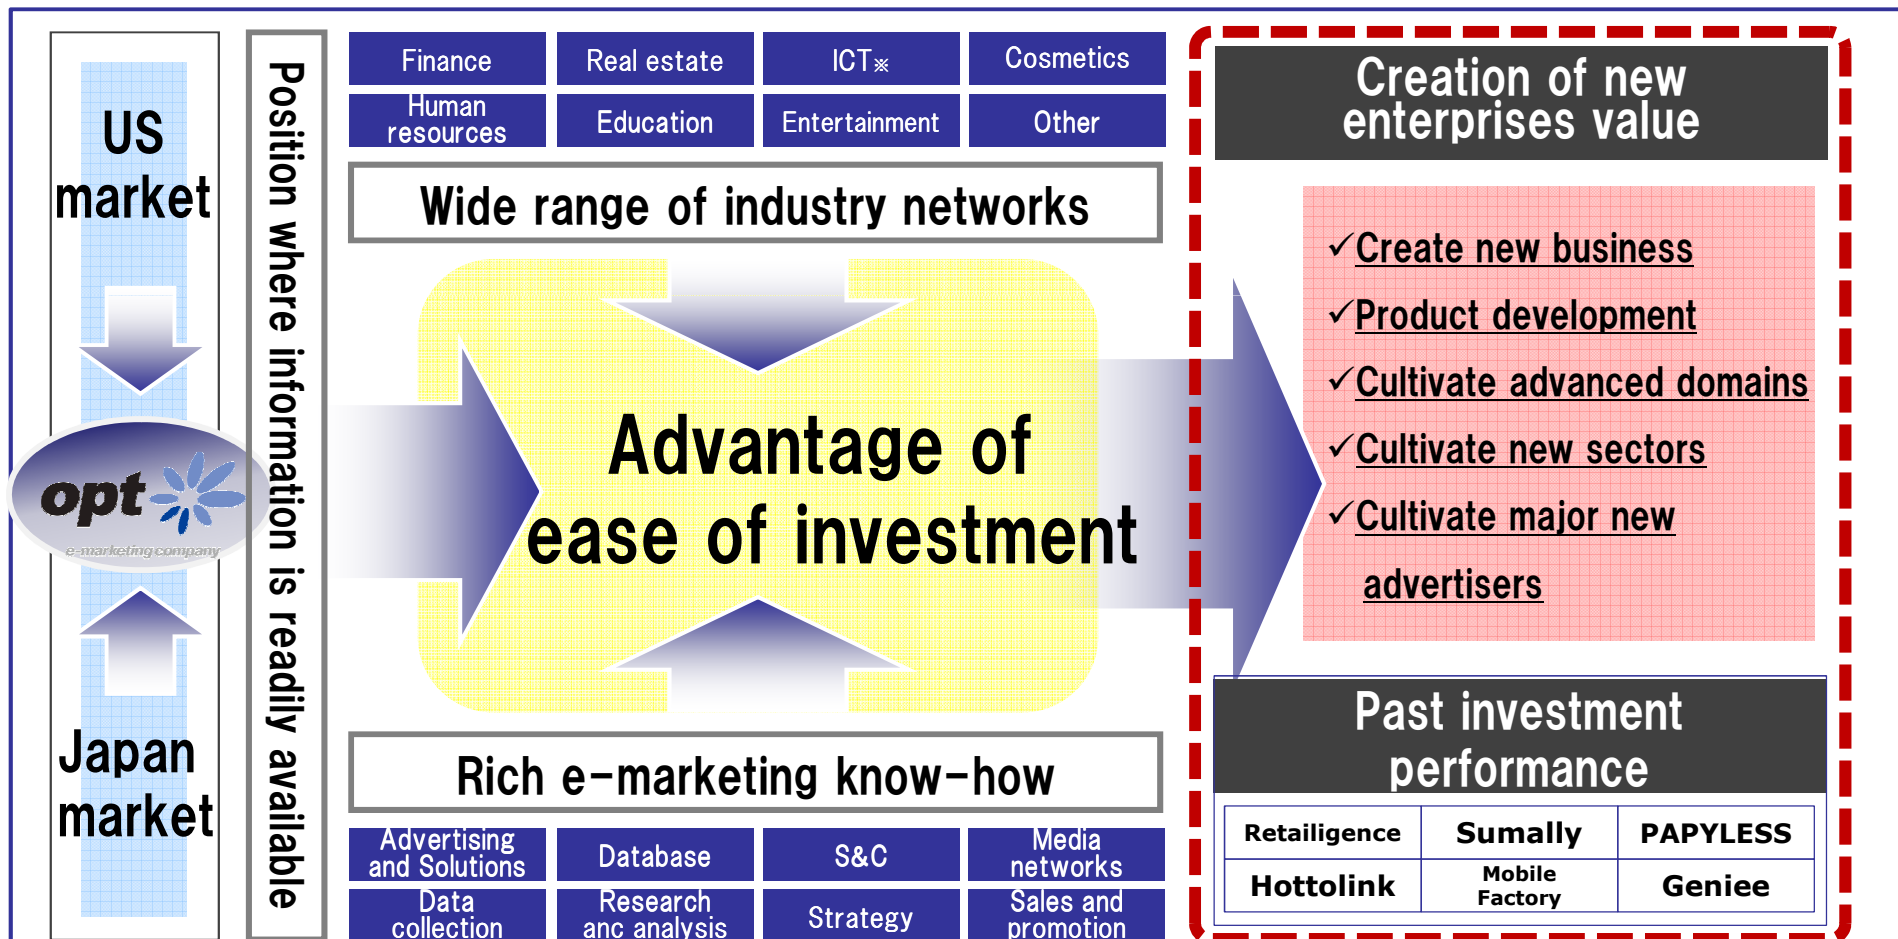 US
market
opt
e-marketing company
Japan
market
Position where information is readily available
Finance
Real estate
ICT※
Cosmetics
Human
resources
Education
Entertainment
Other
Wide range of industry networks
Advantage of
ease of investment
Rich e-marketing know-how
Advertising
and Solutions
Database
S&C
Media
networks
Data
collection
Research
anc analysis
Strategy
Sales and
promotion
Creation of new
enterprises value
✓Create new business
✓Product development
✓Cultivate advanced domains
✓Cultivate new sectors
✓Cultivate major new
advertisers
Past investment
performance
Retailigence
Sumally
PAPYLESS
Hottolink
Mobile
Factory
Geniee